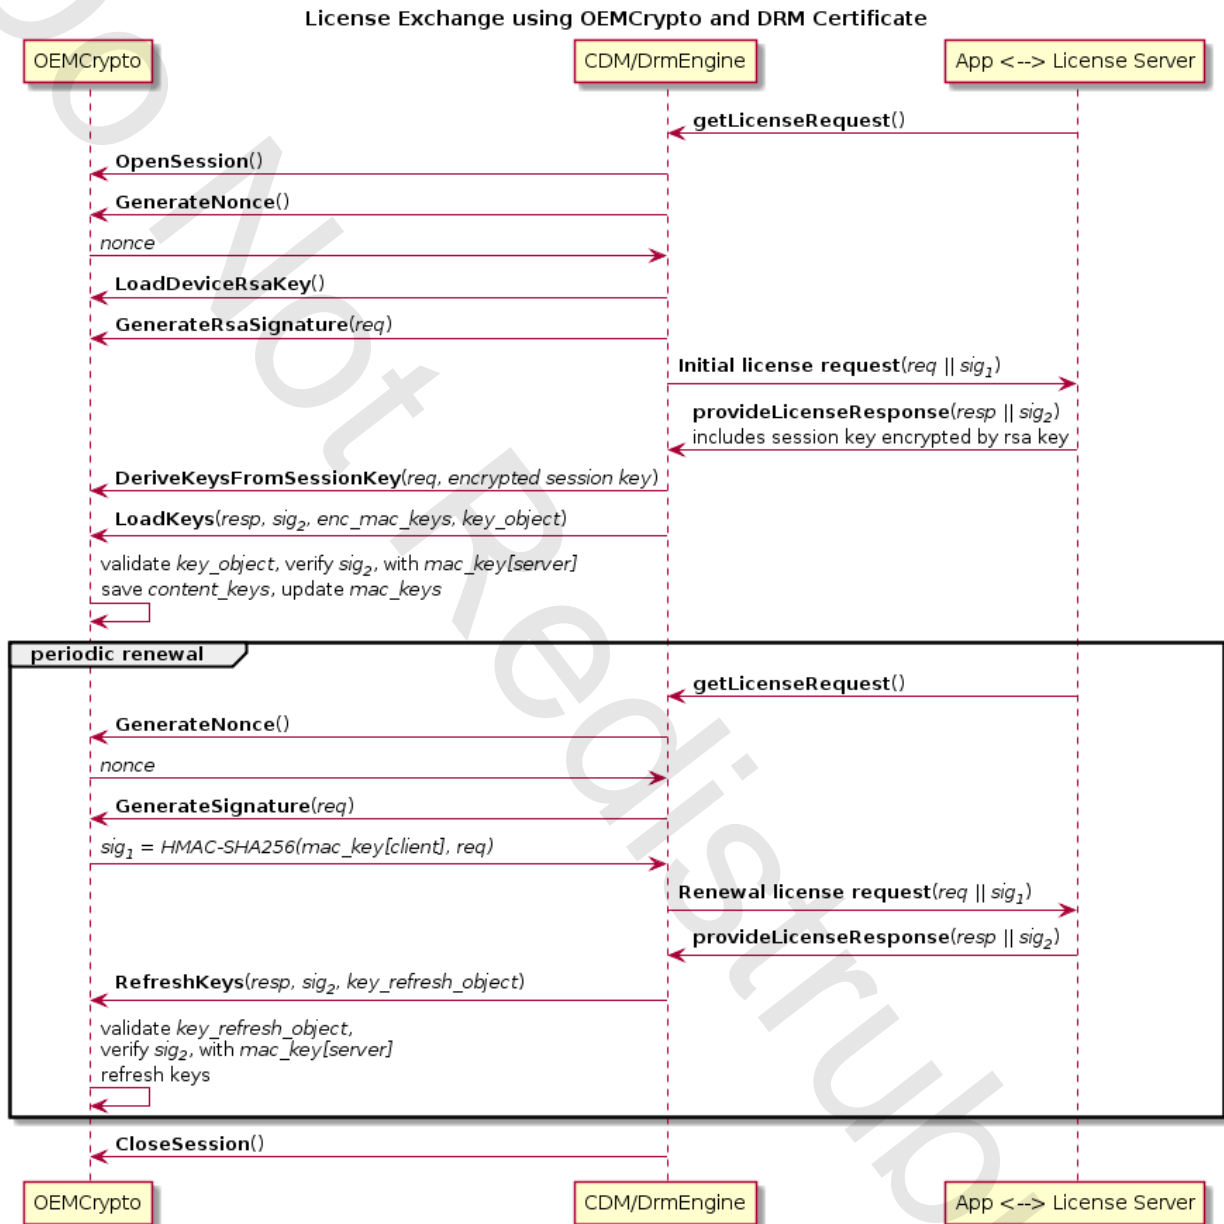 License Exchange using OEMCrypto and DRM Certificate
OEMCrypto
CDM/DrmEngine
App <--> License Server
getLicenseRequest()
OpenSession()
GenerateNonce()
nonce
LoadDeviceRsaKey()
GenerateRsaSignature(req)
Initial license request(req || sig1)
provideLicenseResponse(resp || sig2)
includes session key encrypted by rsa key
DeriveKeysFromSessionKey(req, encrypted session key)
LoadKeys(resp, sig2, enc_mac_keys, key_object)
validate key_object, verify sig2, with mac_key[server]
save content_keys, update mac_keys
periodic renewal
getLicenseRequest()
GenerateNonce()
nonce
GenerateSignature(req)
sig1 = HMAC-SHA256(mac_key[client], req)
Renewal license request(req || sig1)
provideLicenseResponse(resp || sig2)
RefreshKeys(resp, sig2, key_refresh_object)
validate key_refresh_object,
verify sig2, with mac_key[server]
refresh keys
CloseSession()
OEMCrypto
CDM/DrmEngine
App <--> License Server
Do Not Redistrib